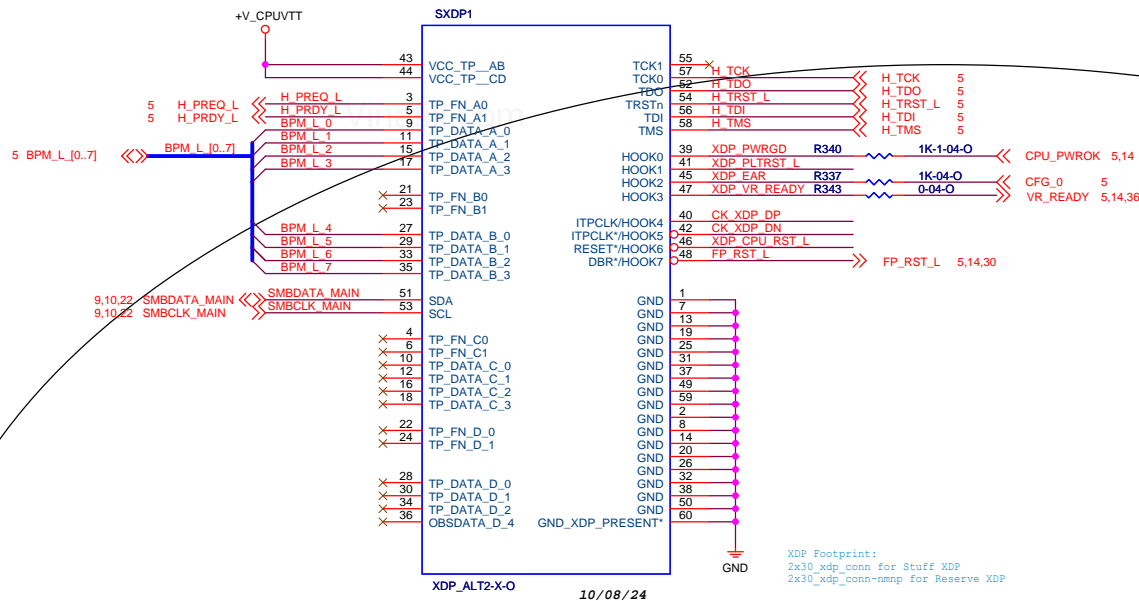 SXDP1
+V_CPUVTT
43 VCC_TP__AB
44 VCC_TP__CD
5 H_PREQ_L H_PREQ_L 3 TP_FN_A0
5 H_PRDY_L H_PRDY_L 5 TP_FN_A1
BPM_L_0 9 TP_DATA_A_0
BPM_L_1 11 TP_DATA_A_1
5 BPM_L_[0..7] BPM_L_[0..7] BPM_L_2 15 TP_DATA_A_2
BPM_L_3 17 TP_DATA_A_3
21 TP_FN_B0
23 TP_FN_B1
BPM_L_4 27 TP_DATA_B_0
BPM_L_5 29 TP_DATA_B_1
BPM_L_6 33 TP_DATA_B_2
BPM_L_7 35 TP_DATA_B_3
9,10,22 SMBDATA_MAIN SMBDATA_MAIN 51 SDA
9,10,22 SMBCLK_MAIN SMBCLK_MAIN 53 SCL
4 TP_FN_C0
6 TP_FN_C1
10 TP_DATA_C_0
12 TP_DATA_C_1
16 TP_DATA_C_2
18 TP_DATA_C_3
22 TP_FN_D_0
24 TP_FN_D_1
28 TP_DATA_D_0
30 TP_DATA_D_1
34 TP_DATA_D_2
36 OBSDATA_D_4
TCK1 55
TCK0 57 H_TCK H_TCK 5
TDO 52 H_TDO H_TDO 5
TRSTn 54 H_TRST_L H_TRST_L 5
TDI 56 H_TDI H_TDI 5
TMS 58 H_TMS H_TMS 5
HOOK0 39 XDP_PWRGD R340 1K-1-04-O CPU_PWROK 5,14
HOOK1 41 XDP_PLTRST_L
HOOK2 45 XDP_EAR R337 1K-04-O CFG_0 5
HOOK3 47 XDP_VR_READY R343 0-04-O VR_READY 5,14,36
ITPCLK/HOOK4 40 CK_XDP_DP
ITPCLK*/HOOK5 42 CK_XDP_DN
RESET*/HOOK6 46 XDP_CPU_RST_L
DBR*/HOOK7 48 FP_RST_L FP_RST_L 5,14,30
GND 1
GND 7
GND 13
GND 19
GND 25
GND 31
GND 37
GND 49
GND 59
GND 2
GND 8
GND 14
GND 20
GND 26
GND 32
GND 38
GND 50
GND_XDP_PRESENT* 60
GND
XDP Footprint:
2x30_xdp_conn for Stuff XDP
2x30_xdp_conn-nmnp for Reserve XDP
XDP_ALT2-X-O
10/08/24